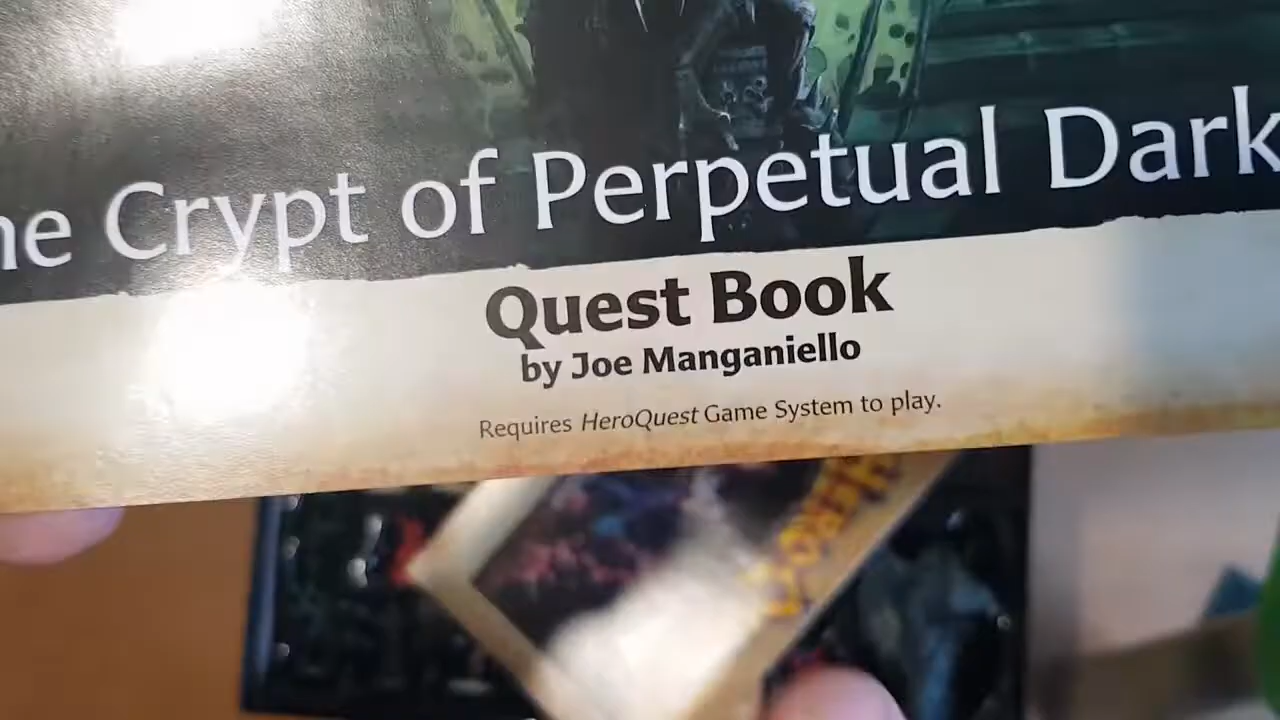 he Crypt of Perpetual Dark
Quest Book
by Joe Manganiello
Requires HeroQuest Game System to play.